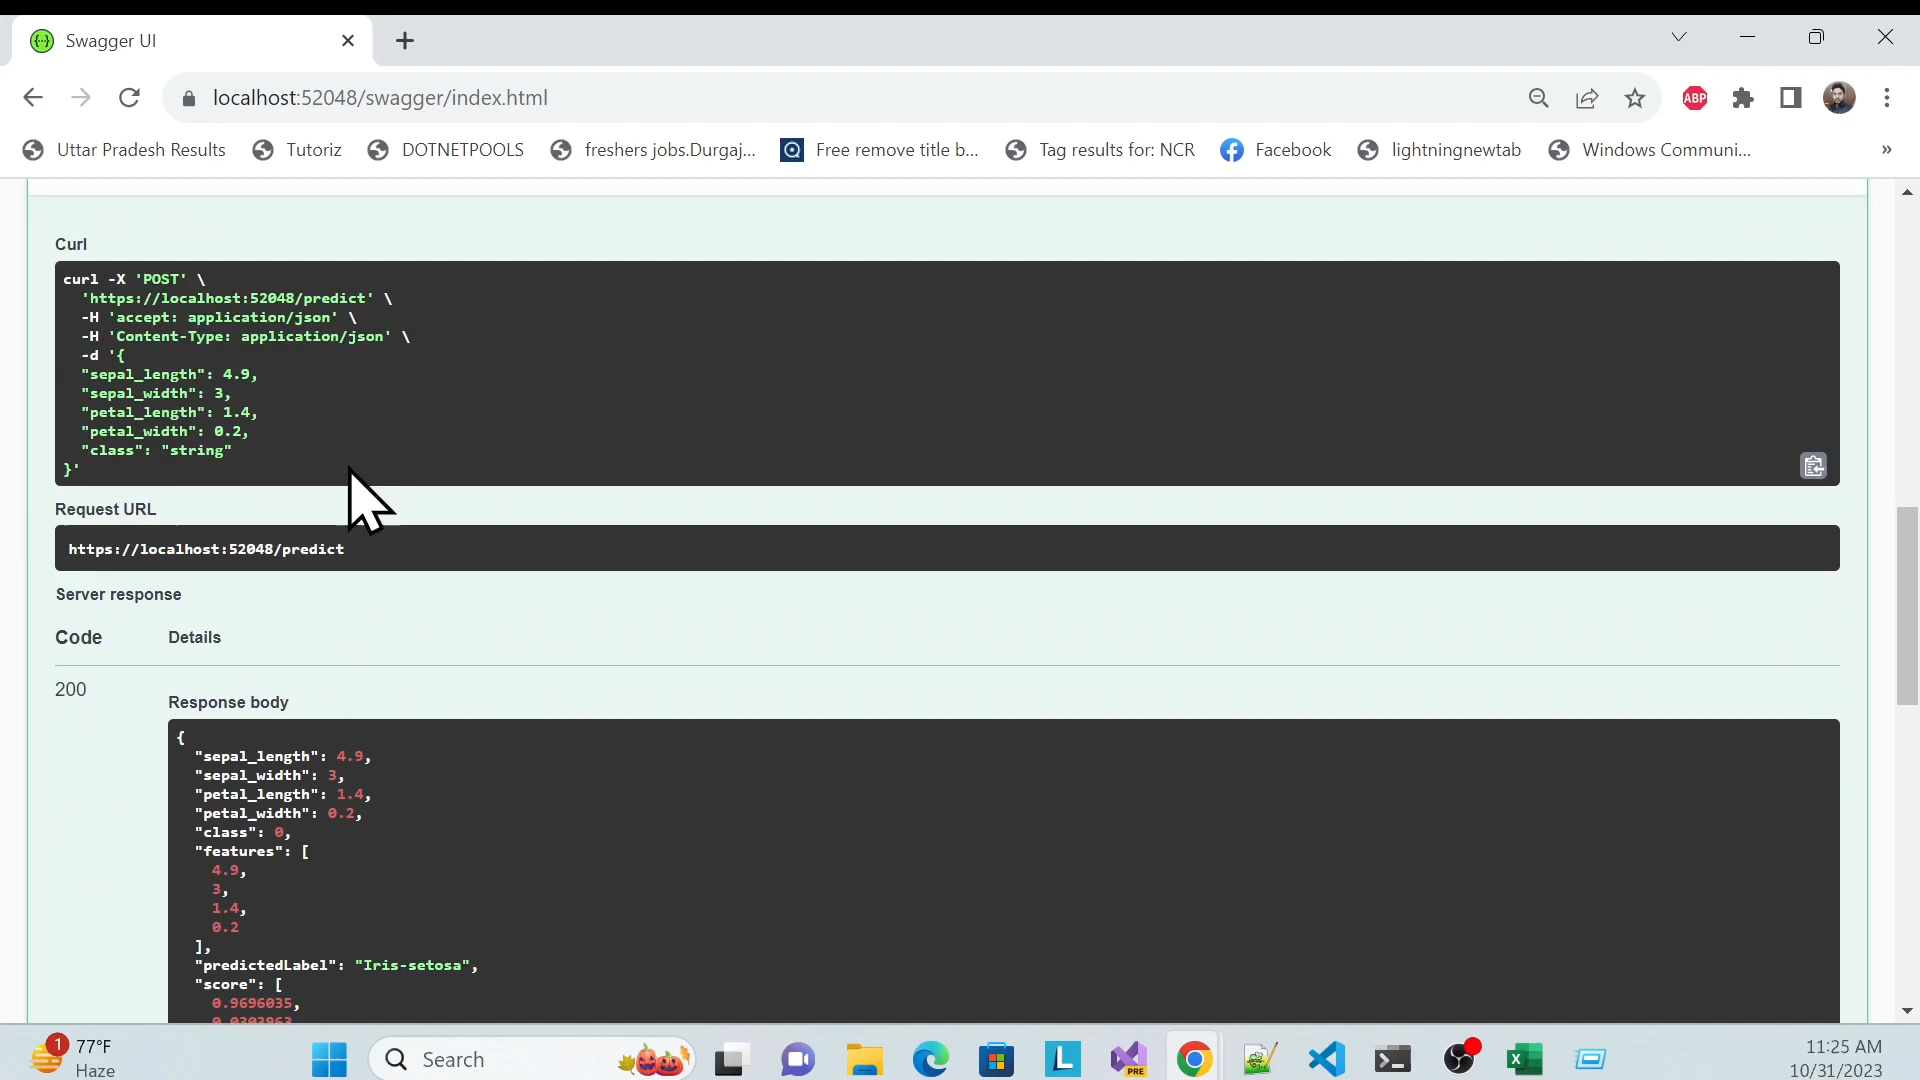 Swagger UI
localhost:52048/swagger/index.html
ABP
Uttar Pradesh Results
Tutoriz
DOTNETPOOLS
freshers jobs.Durgaj...
Free remove title b...
Tag results for: NCR
Facebook
lightningnewtab
Windows Communi...
»
Curl
curl -X 'POST' \
'https://localhost:52048/predict' \
-H 'accept: application/json' \
-H 'Content-Type: application/json' \
-d '{
"sepal_length": 4.9,
"sepal_width": 3,
"petal_length": 1.4,
"petal_width": 0.2,
"class": "string"
}'
Request URL
https://localhost:52048/predict
Server response
Code Details
200
Response body
{
"sepal_length": 4.9,
"sepal_width": 3,
"petal_length": 1.4,
"petal_width": 0.2,
"class": 0,
"features": [
4.9,
3,
1.4,
0.2
],
"predictedLabel": "Iris-setosa",
"score": [
0.9696035,
0.0303963
1
77°F
Haze
Search
L
PRE
11:25 AM
10/31/2023